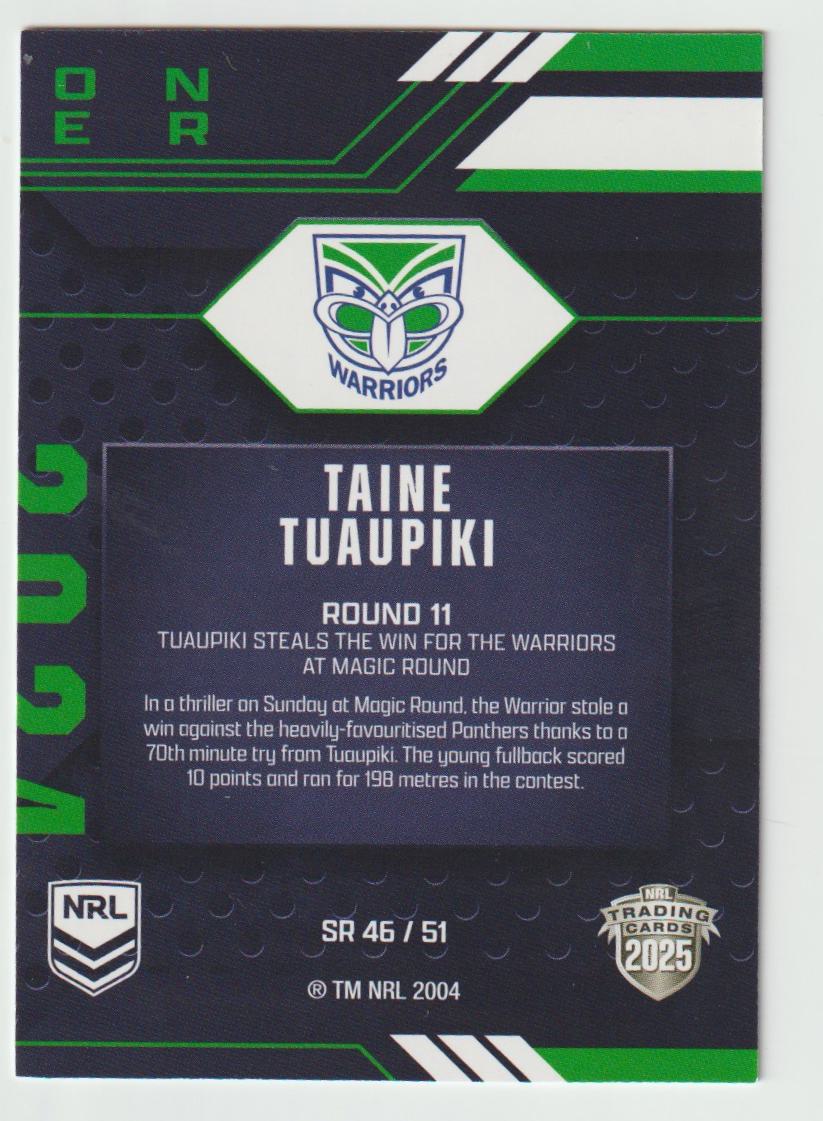 O N
E R
WARRIORS
2024
TAINE
TUAUPIKI
ROUND 11
TUAUPIKI STEALS THE WIN FOR THE WARRIORS
AT MAGIC ROUND
In a thriller on Sunday at Magic Round, the Warrior stole a
win against the heavily-favouritised Panthers thanks to a
70th minute try from Tuaupiki. The young fullback scored
10 points and ran for 198 metres in the contest.
NRL
SR 46 / 51
® TM NRL 2004
NRL
TRADING
CARDS
2025